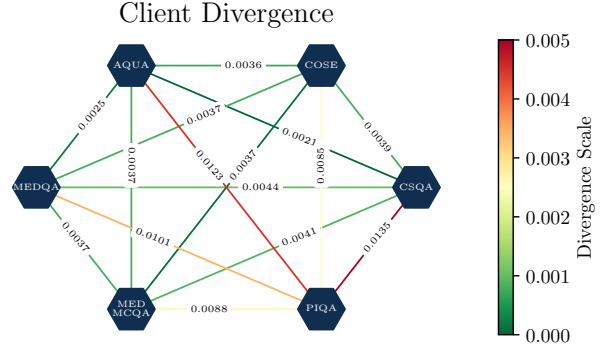 Client Divergence
AQUA
0.0036
COSE
0.005
0.0025
0.0037
0.0021
0.0039
0.004
0.0037
0.0123
0.0037
0.0085
0.003
MEDQA
0.0044
CSQA
0.002
0.0037
0.0101
0.0041
0.0135
0.001
MED
MCQA
0.0088
PIQA
0.000
Divergence Scale